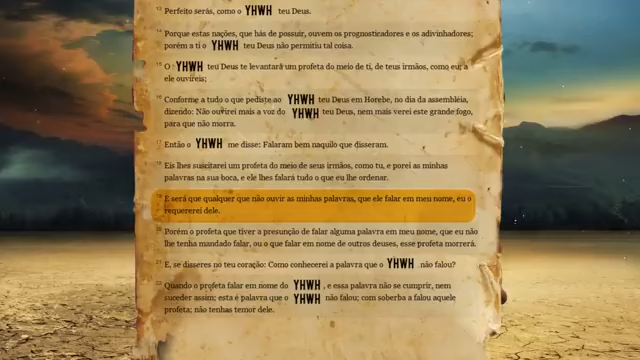 13 Perfeito serás, como o YHWH teu Deus.
14 Porque estas nações, que hás de possuir, ouvem os prognosticadores e os adivinhadores;
porém a ti o YHWH teu Deus não permitiu tal coisa.
15 O YHWH teu Deus te levantará um profeta do meio de ti, de teus irmãos, como eu; a
ele ouvireis;
16 Conforme a tudo o que pediste ao YHWH teu Deus em Horebe, no dia da assembléia,
dizendo: Não ouvirei mais a voz do YHWH teu Deus, nem mais verei este grande fogo,
para que não morra.
17 Então o YHWH me disse: Falaram bem naquilo que disseram.
18 Eis lhes suscitarei um profeta do meio de seus irmãos, como tu, e porei as minhas
palavras na sua boca, e ele lhes falará tudo o que eu lhe ordenar.
19 E será que qualquer que não ouvir as minhas palavras, que ele falar em meu nome, eu o
requererei dele.
20 Porém o profeta que tiver a presunção de falar alguma palavra em meu nome, que eu não
lhe tenha mandado falar, ou o que falar em nome de outros deuses, esse profeta morrerá.
21 E, se disseres no teu coração: Como conhecerei a palavra que o YHWH não falou?
22 Quando o profeta falar em nome do YHWH, e essa palavra não se cumprir, nem
suceder assim; esta é palavra que o YHWH não falou; com soberba a falou aquele
profeta; não tenhas temor dele.